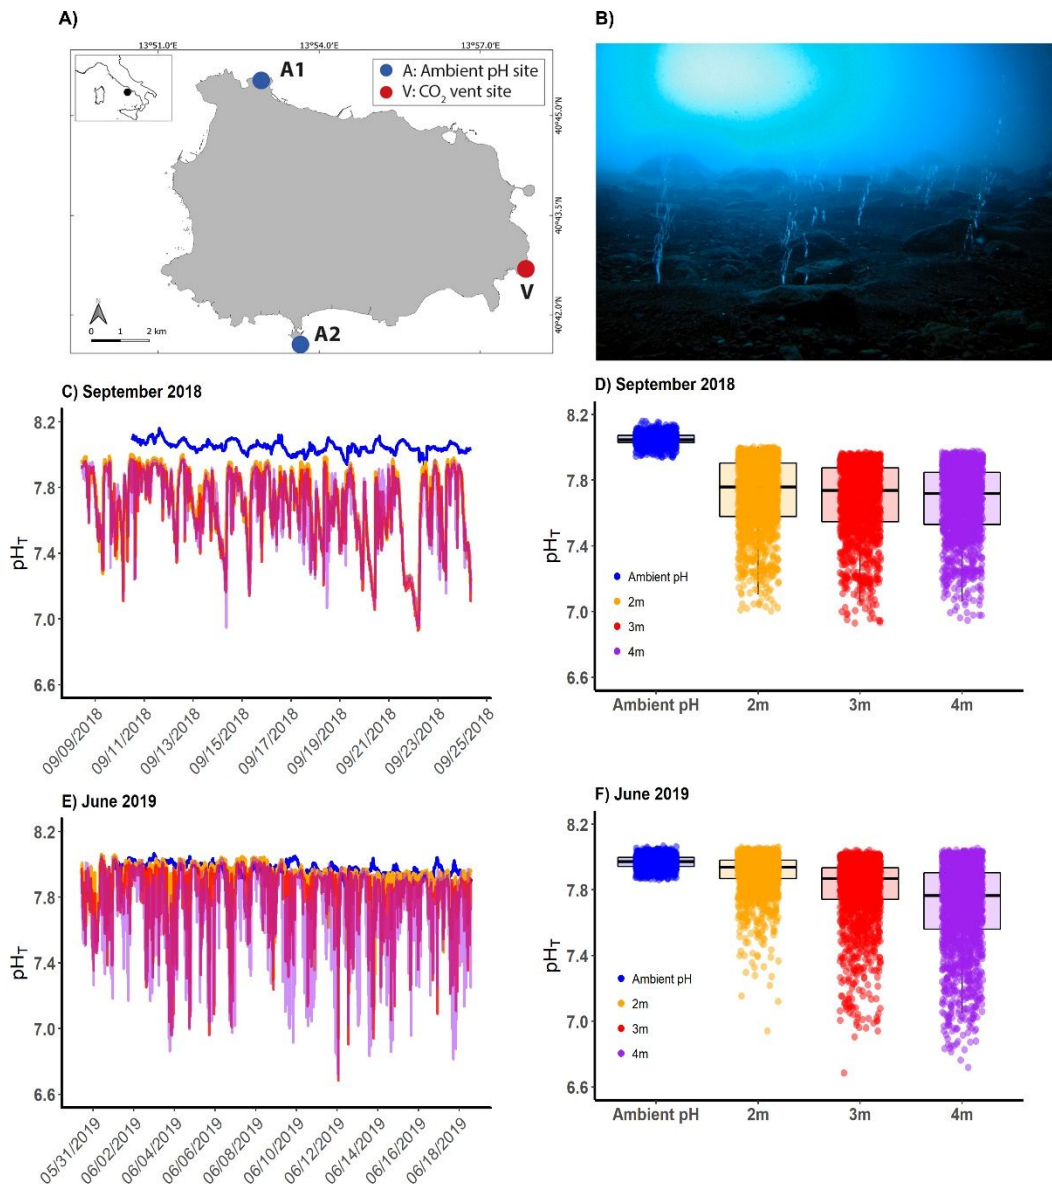 A)
B)
13°51.0'E 13°54.0'E 13°57.0'E
A1
A: Ambient pH site
V: CO2 vent site
40°45.0'N
40°43.5'N
40°42.0'N
V
A2
N
0 1 2 km
C) September 2018
8.2
7.8
7.4
7.0
6.6
pHT
09/09/2018
09/11/2018
09/13/2018
09/15/2018
09/17/2018
09/19/2018
09/21/2018
09/23/2018
09/25/2018
D) September 2018
8.2
7.8
7.4
7.0
6.6
pHT
Ambient pH
2m
3m
4m
Ambient pH 2m 3m 4m
E) June 2019
8.2
7.8
7.4
7.0
6.6
pHT
05/31/2019
06/02/2019
06/04/2019
06/06/2019
06/08/2019
06/10/2019
06/12/2019
06/14/2019
06/16/2019
06/18/2019
F) June 2019
8.2
7.8
7.4
7.0
6.6
pHT
Ambient pH
2m
3m
4m
Ambient pH 2m 3m 4m